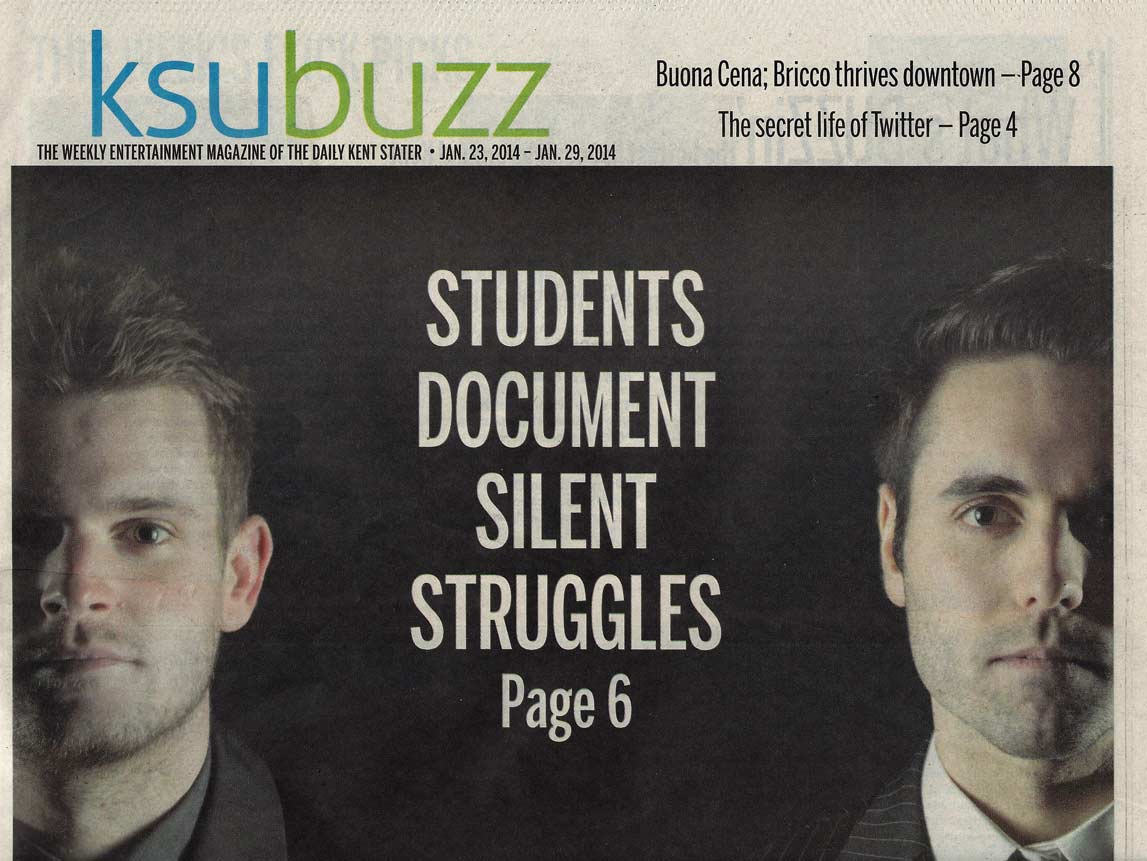 ksubuzz
THE WEEKLY ENTERTAINMENT MAGAZINE OF THE DAILY KENT STATER • JAN. 23, 2014 – JAN. 29, 2014
Buona Cena; Bricco thrives downtown – Page 8
The secret life of Twitter – Page 4
STUDENTS
DOCUMENT
SILENT
STRUGGLES
Page 6